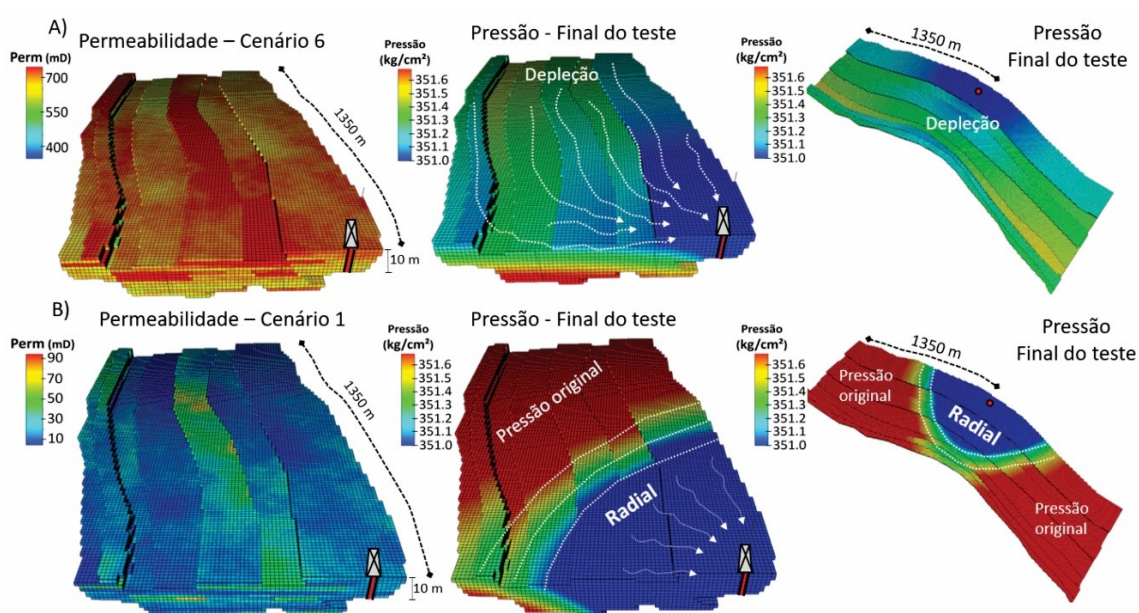 A)
Permeabilidade – Cenário 6
Perm (mD)
700
550
400
1350 m
10 m
Pressão - Final do teste
Pressão
(kg/cm²)
351.6
351.5
351.4
351.3
351.2
351.1
351.0
Depleção
Pressão
Final do teste
Pressão
(kg/cm²)
351.6
351.5
351.4
351.3
351.2
351.1
351.0
1350 m
Depleção
B)
Permeabilidade – Cenário 1
Perm (mD)
90
70
50
30
10
1350 m
10 m
Pressão - Final do teste
Pressão
(kg/cm²)
351.6
351.5
351.4
351.3
351.2
351.1
351.0
Pressão original
Radial
Pressão
Final do teste
Pressão
(kg/cm²)
351.6
351.5
351.4
351.3
351.2
351.1
351.0
1350 m
Pressão
original
Radial
Pressão
original